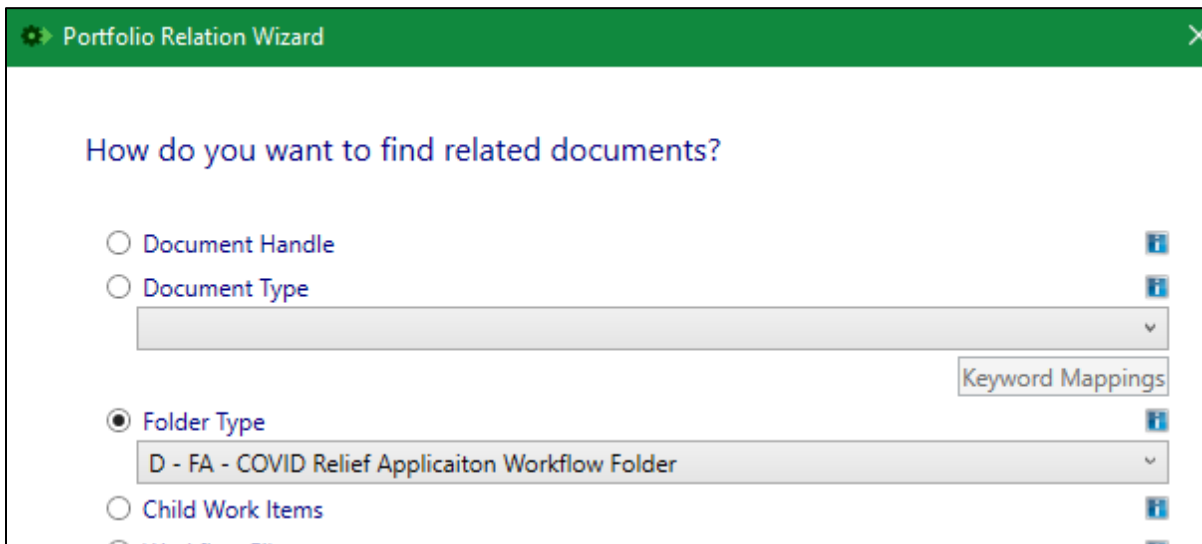 Portfolio Relation Wizard
How do you want to find related documents?
Document Handle
Document Type
Keyword Mappings
Folder Type
D - FA - COVID Relief Applicaiton Workflow Folder
Child Work Items